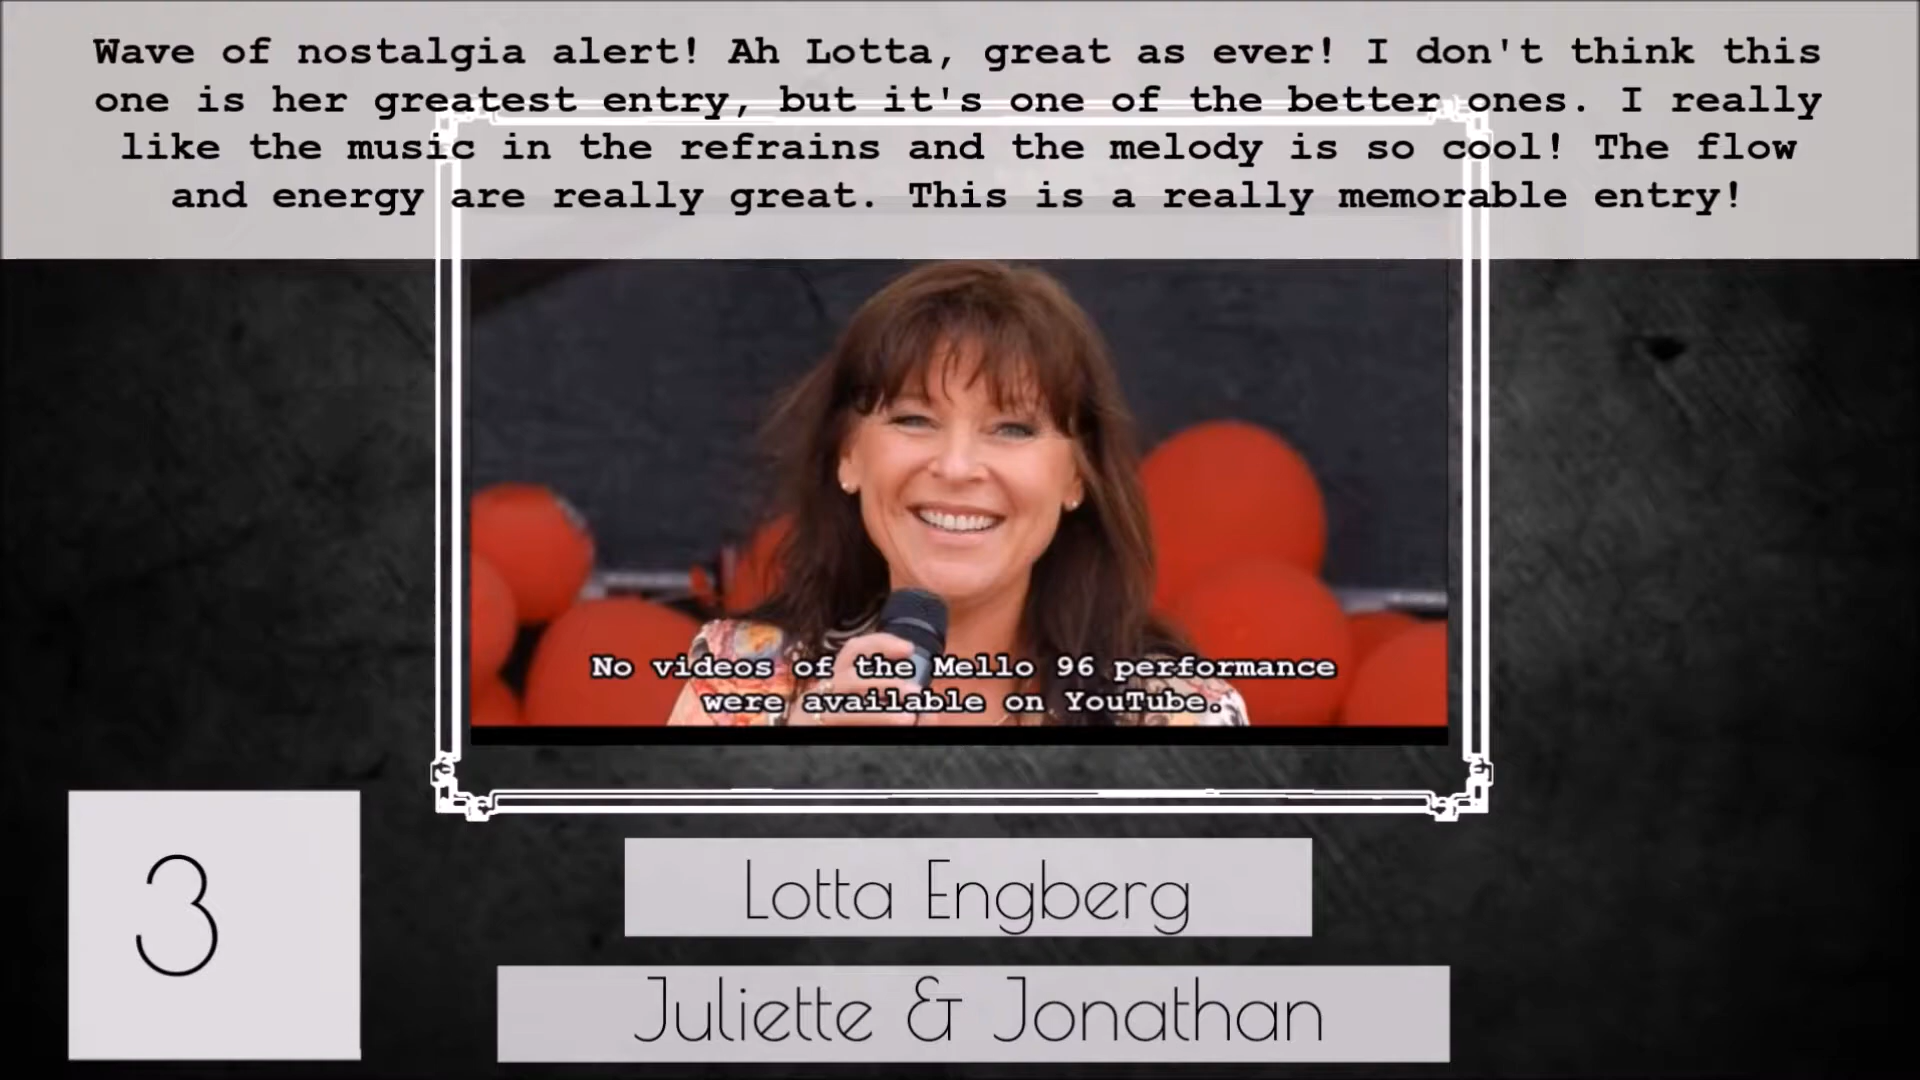 Wave of nostalgia alert! Ah Lotta, great as ever! I don't think this
one is her greatest entry, but it's one of the better ones. I really
like the music in the refrains and the melody is so cool! The flow
and energy are really great. This is a really memorable entry!
No videos of the Mello 96 performance
were available on YouTube.
3
Lotta Engberg
Juliette & Jonathan